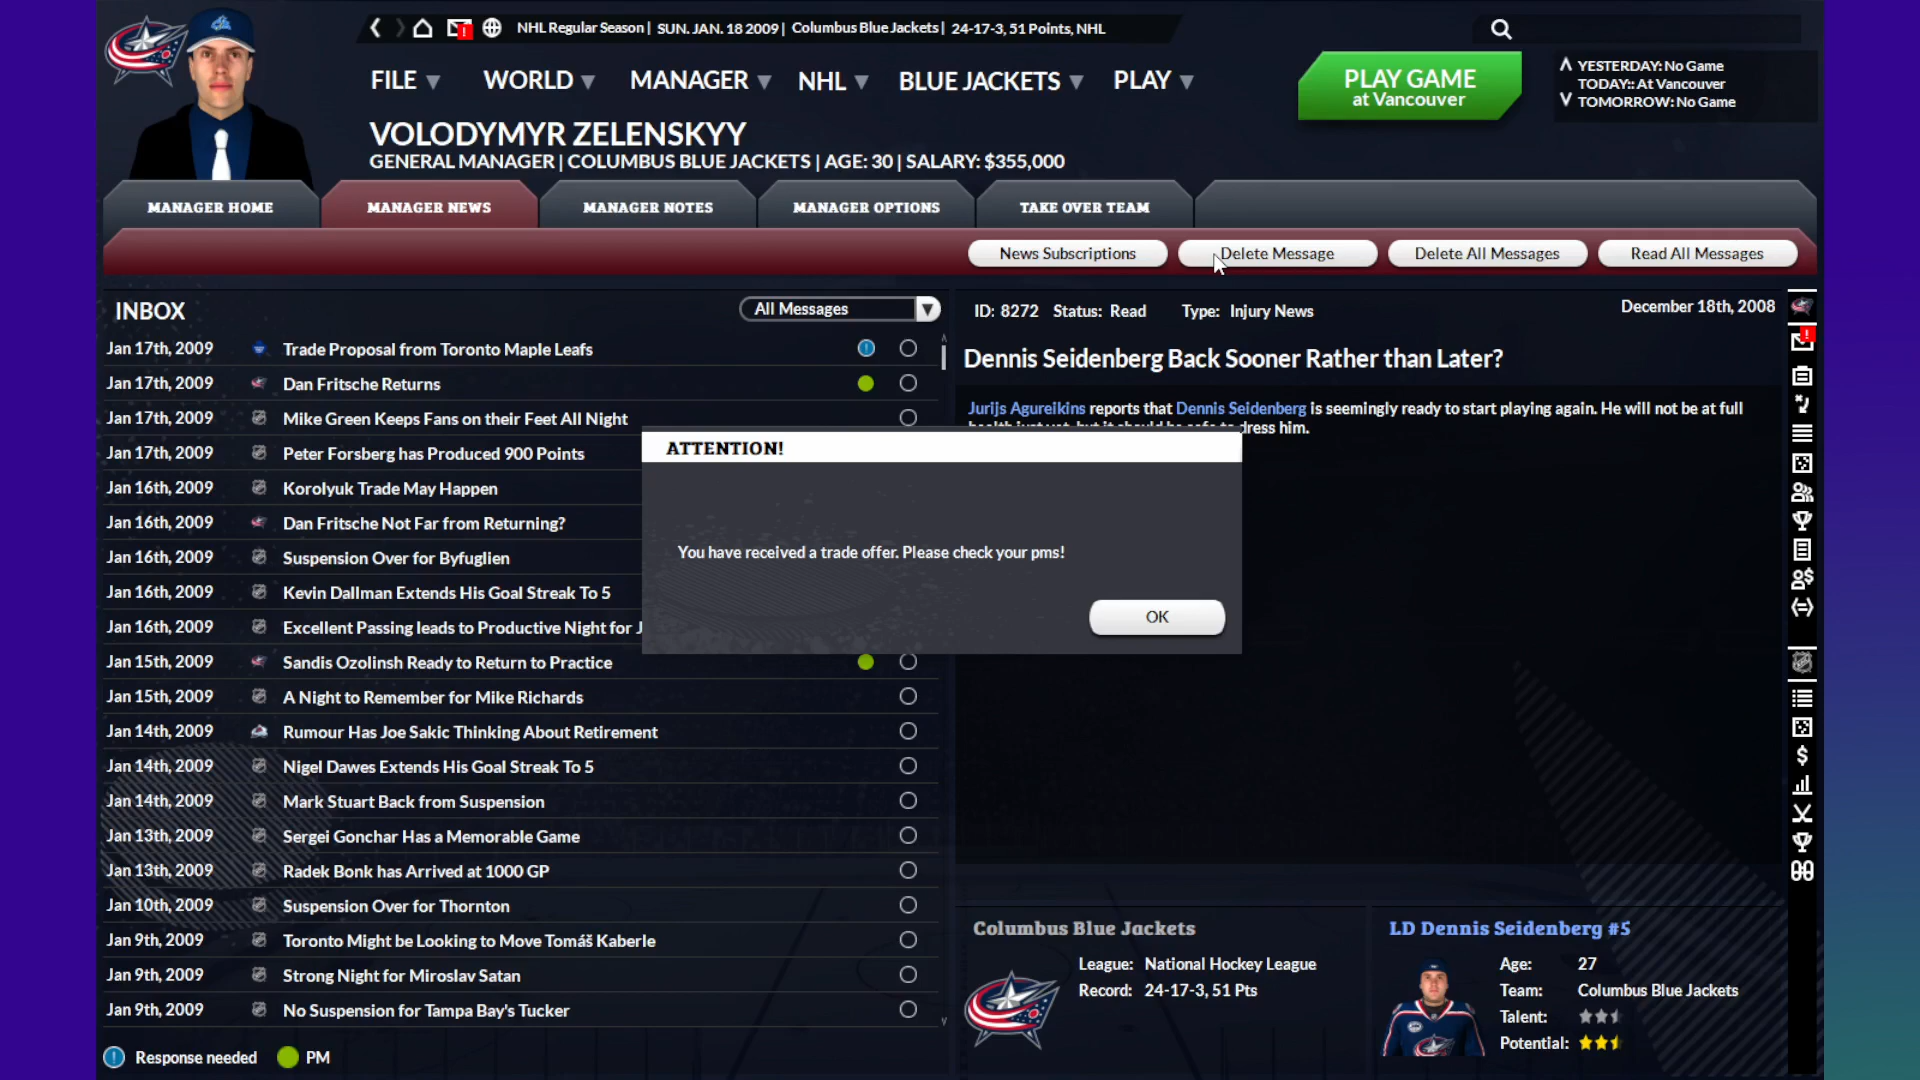 NHL Regular Season | SUN. JAN. 18 2009 | Columbus Blue Jackets | 24-17-3, 51 Points, NHL
FILE WORLD MANAGER NHL BLUE JACKETS PLAY
PLAY GAME
at Vancouver
YESTERDAY: No Game
TODAY:: At Vancouver
TOMORROW: No Game
VOLODYMYR ZELENSKYY
GENERAL MANAGER | COLUMBUS BLUE JACKETS | AGE: 30 | SALARY: $355,000
MANAGER HOME MANAGER NEWS MANAGER NOTES MANAGER OPTIONS TAKE OVER TEAM
News Subscriptions Delete Message Delete All Messages Read All Messages
INBOX All Messages
Jan 17th, 2009 Trade Proposal from Toronto Maple Leafs
Jan 17th, 2009 Dan Fritsche Returns
Jan 17th, 2009 Mike Green Keeps Fans on their Feet All Night
Jan 17th, 2009 Peter Forsberg has Produced 900 Points
Jan 16th, 2009 Korolyuk Trade May Happen
Jan 16th, 2009 Dan Fritsche Not Far from Returning?
Jan 16th, 2009 Suspension Over for Byfuglien
Jan 16th, 2009 Kevin Dallman Extends His Goal Streak To 5
Jan 16th, 2009 Excellent Passing leads to Productive Night for J
Jan 15th, 2009 Sandis Ozolinsh Ready to Return to Practice
Jan 15th, 2009 A Night to Remember for Mike Richards
Jan 14th, 2009 Rumour Has Joe Sakic Thinking About Retirement
Jan 14th, 2009 Nigel Dawes Extends His Goal Streak To 5
Jan 14th, 2009 Mark Stuart Back from Suspension
Jan 13th, 2009 Sergei Gonchar Has a Memorable Game
Jan 13th, 2009 Radek Bonk has Arrived at 1000 GP
Jan 10th, 2009 Suspension Over for Thornton
Jan 9th, 2009 Toronto Might be Looking to Move Tomáš Kaberle
Jan 9th, 2009 Strong Night for Miroslav Satan
Jan 9th, 2009 No Suspension for Tampa Bay's Tucker
Response needed PM
ID: 8272 Status: Read Type: Injury News December 18th, 2008
Dennis Seidenberg Back Sooner Rather than Later?
Jurijs Agureikins reports that Dennis Seidenberg is seemingly ready to start playing again. He will not be at full
health just yet, but it should be safe to dress him.
ATTENTION!
You have received a trade offer. Please check your pms!
OK
Columbus Blue Jackets
League: National Hockey League
Record: 24-17-3, 51 Pts
LD Dennis Seidenberg #5
Age: 27
Team: Columbus Blue Jackets
Talent:
Potential: